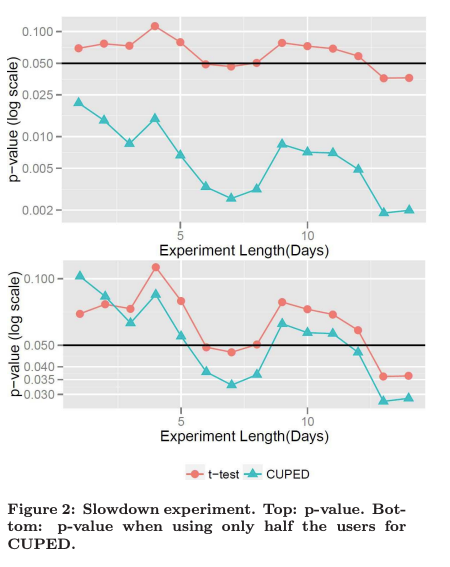 p-value (log scale)
0.100
0.050
0.025
0.010
0.005
0.002
5 10
Experiment Length(Days)
p-value (log scale)
0.100
0.050
0.040
0.035
0.030
5 10
Experiment Length(Days)
t-test CUPED
Figure 2: Slowdown experiment. Top: p-value. Bot-
tom: p-value when using only half the users for
CUPED.